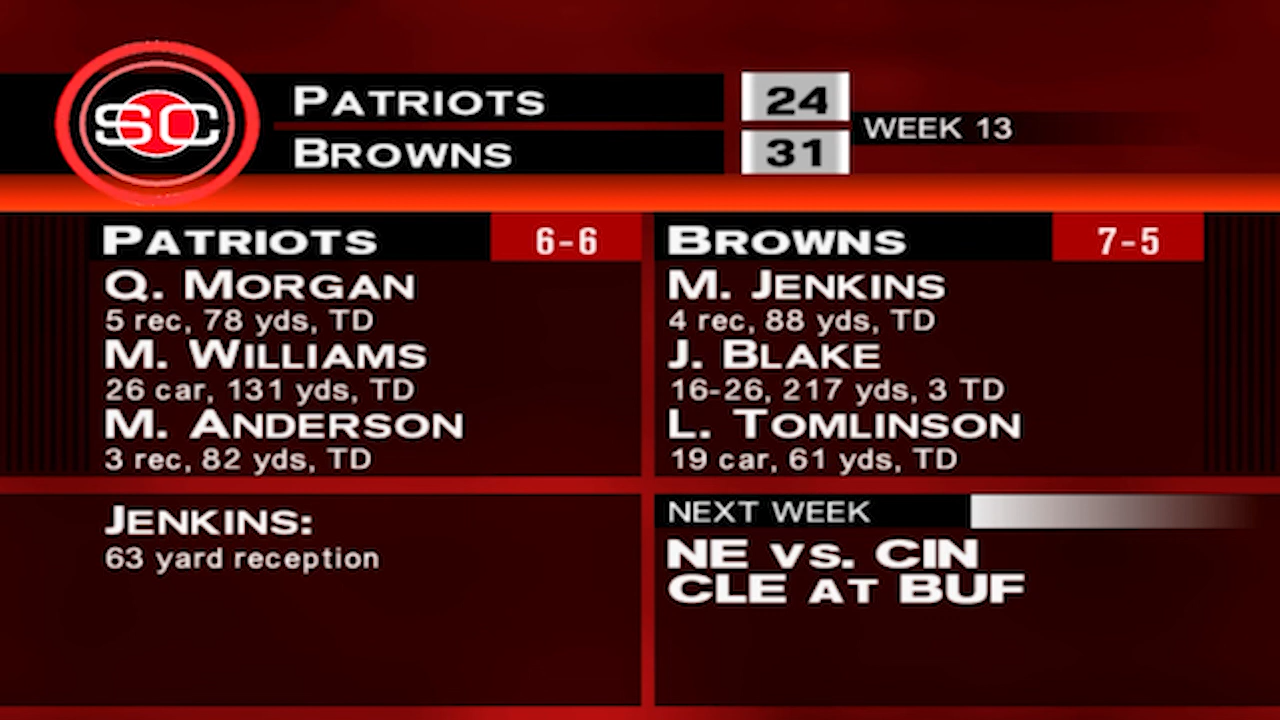 SC
PATRIOTS 24
BROWNS 31
WEEK 13
PATRIOTS 6-6
Q. MORGAN
5 rec, 78 yds, TD
M. WILLIAMS
26 car, 131 yds, TD
M. ANDERSON
3 rec, 82 yds, TD
BROWNS 7-5
M. JENKINS
4 rec, 88 yds, TD
J. BLAKE
16-26, 217 yds, 3 TD
L. TOMLINSON
19 car, 61 yds, TD
JENKINS:
63 yard reception
NEXT WEEK
NE VS. CIN
CLE AT BUF